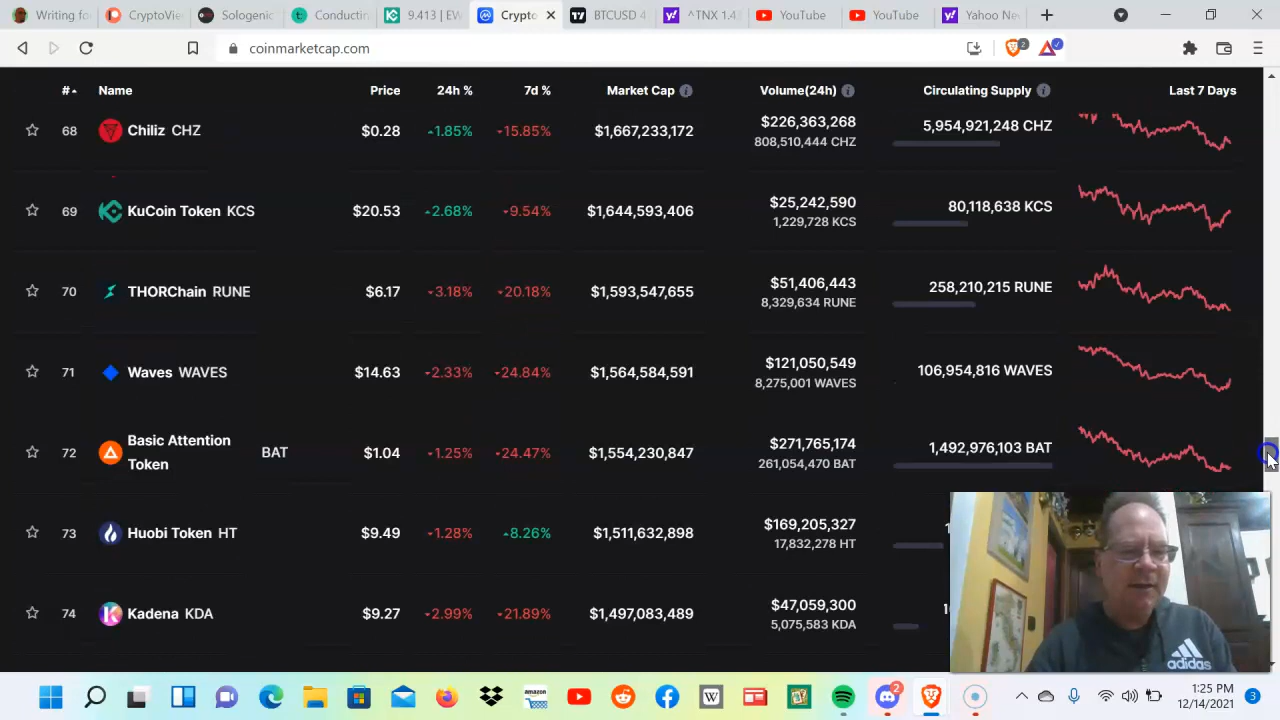 Writing for
CryptoVie
Sologenic
Conductin
9.413 | EW
Crypto
BTCUSD 4
^TNX 1.42
YouTube
YouTube
Yahoo Ne
coinmarketcap.com
2
# Name Price 24h % 7d % Market Cap Volume(24h) Circulating Supply Last 7 Days
68 Chiliz CHZ $0.28 1.85% 15.85% $1,667,233,172 $226,363,268 5,954,921,248 CHZ
808,510,444 CHZ
69 KuCoin Token KCS $20.53 2.68% 9.54% $1,644,593,406 $25,242,590 80,118,638 KCS
1,229,728 KCS
70 THORChain RUNE $6.17 3.18% 20.18% $1,593,547,655 $51,406,443 258,210,215 RUNE
8,329,634 RUNE
71 Waves WAVES $14.63 2.33% 24.84% $1,564,584,591 $121,050,549 106,954,816 WAVES
8,275,001 WAVES
72 Basic Attention Token BAT $1.04 1.25% 24.47% $1,554,230,847 $271,765,174 1,492,976,103 BAT
261,054,470 BAT
73 Huobi Token HT $9.49 1.28% 8.26% $1,511,632,898 $169,205,327
17,832,278 HT
74 Kadena KDA $9.27 2.99% 21.89% $1,497,083,489 $47,059,300
5,075,583 KDA
adidas
amazon
W
2
1:25 PM
12/14/2021
3